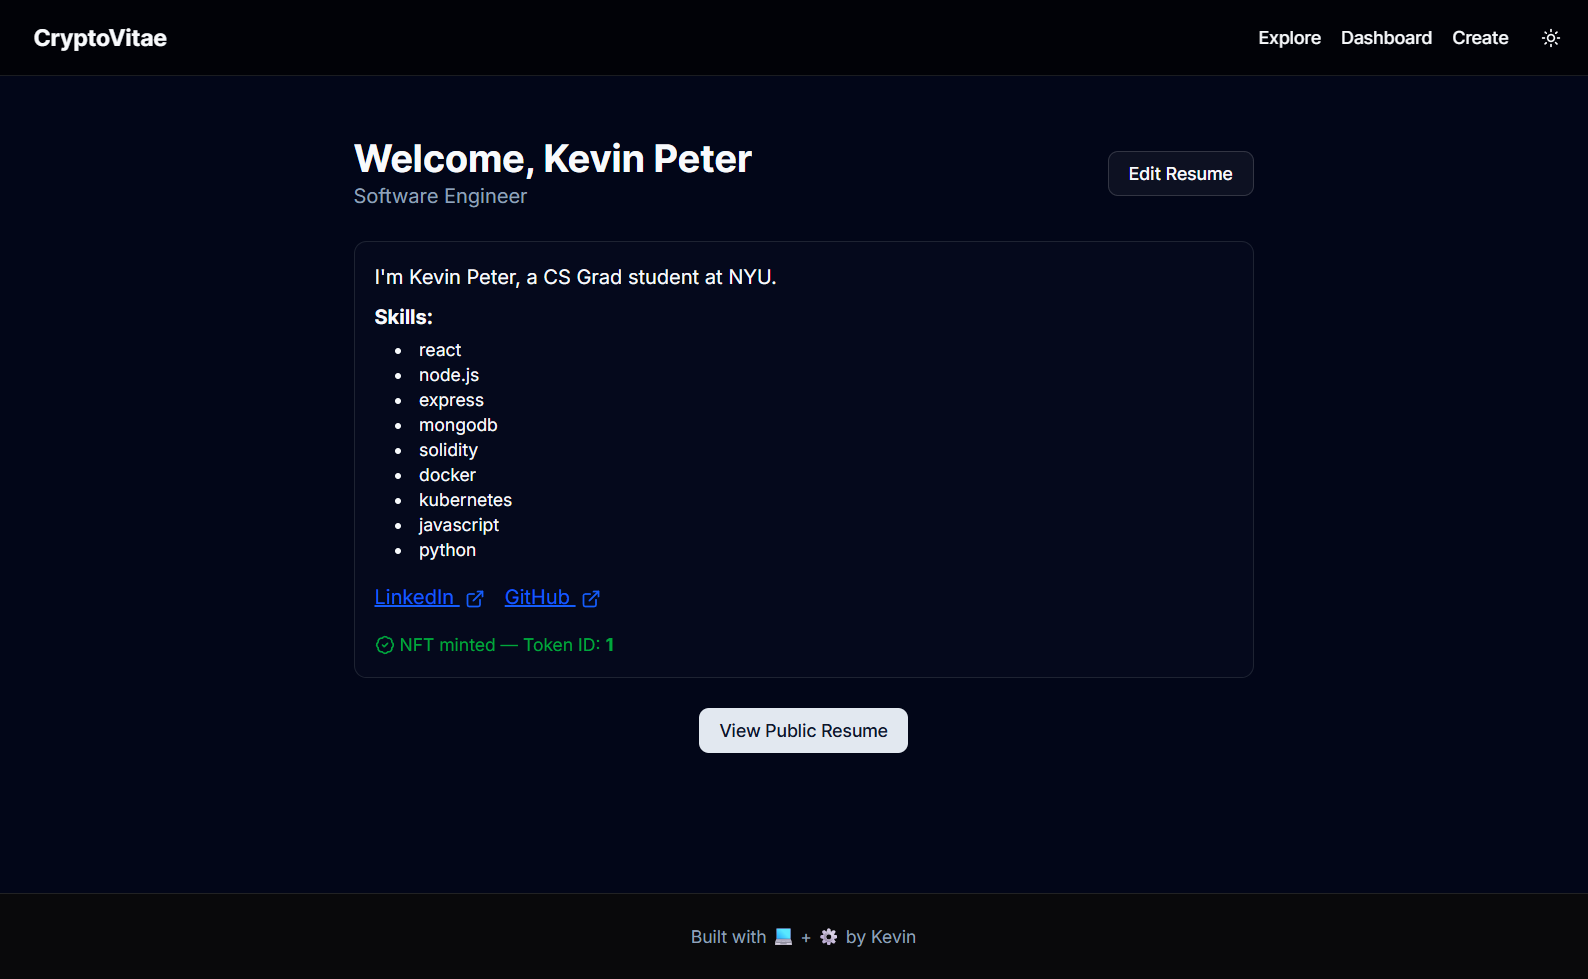 CryptoVitae
Explore Dashboard Create
Welcome, Kevin Peter
Software Engineer
Edit Resume
I'm Kevin Peter, a CS Grad student at NYU.
Skills:
react
node.js
express
mongodb
solidity
docker
kubernetes
javascript
python
LinkedIn GitHub
NFT minted — Token ID: 1
View Public Resume
Built with 💻 + ⚙️ by Kevin